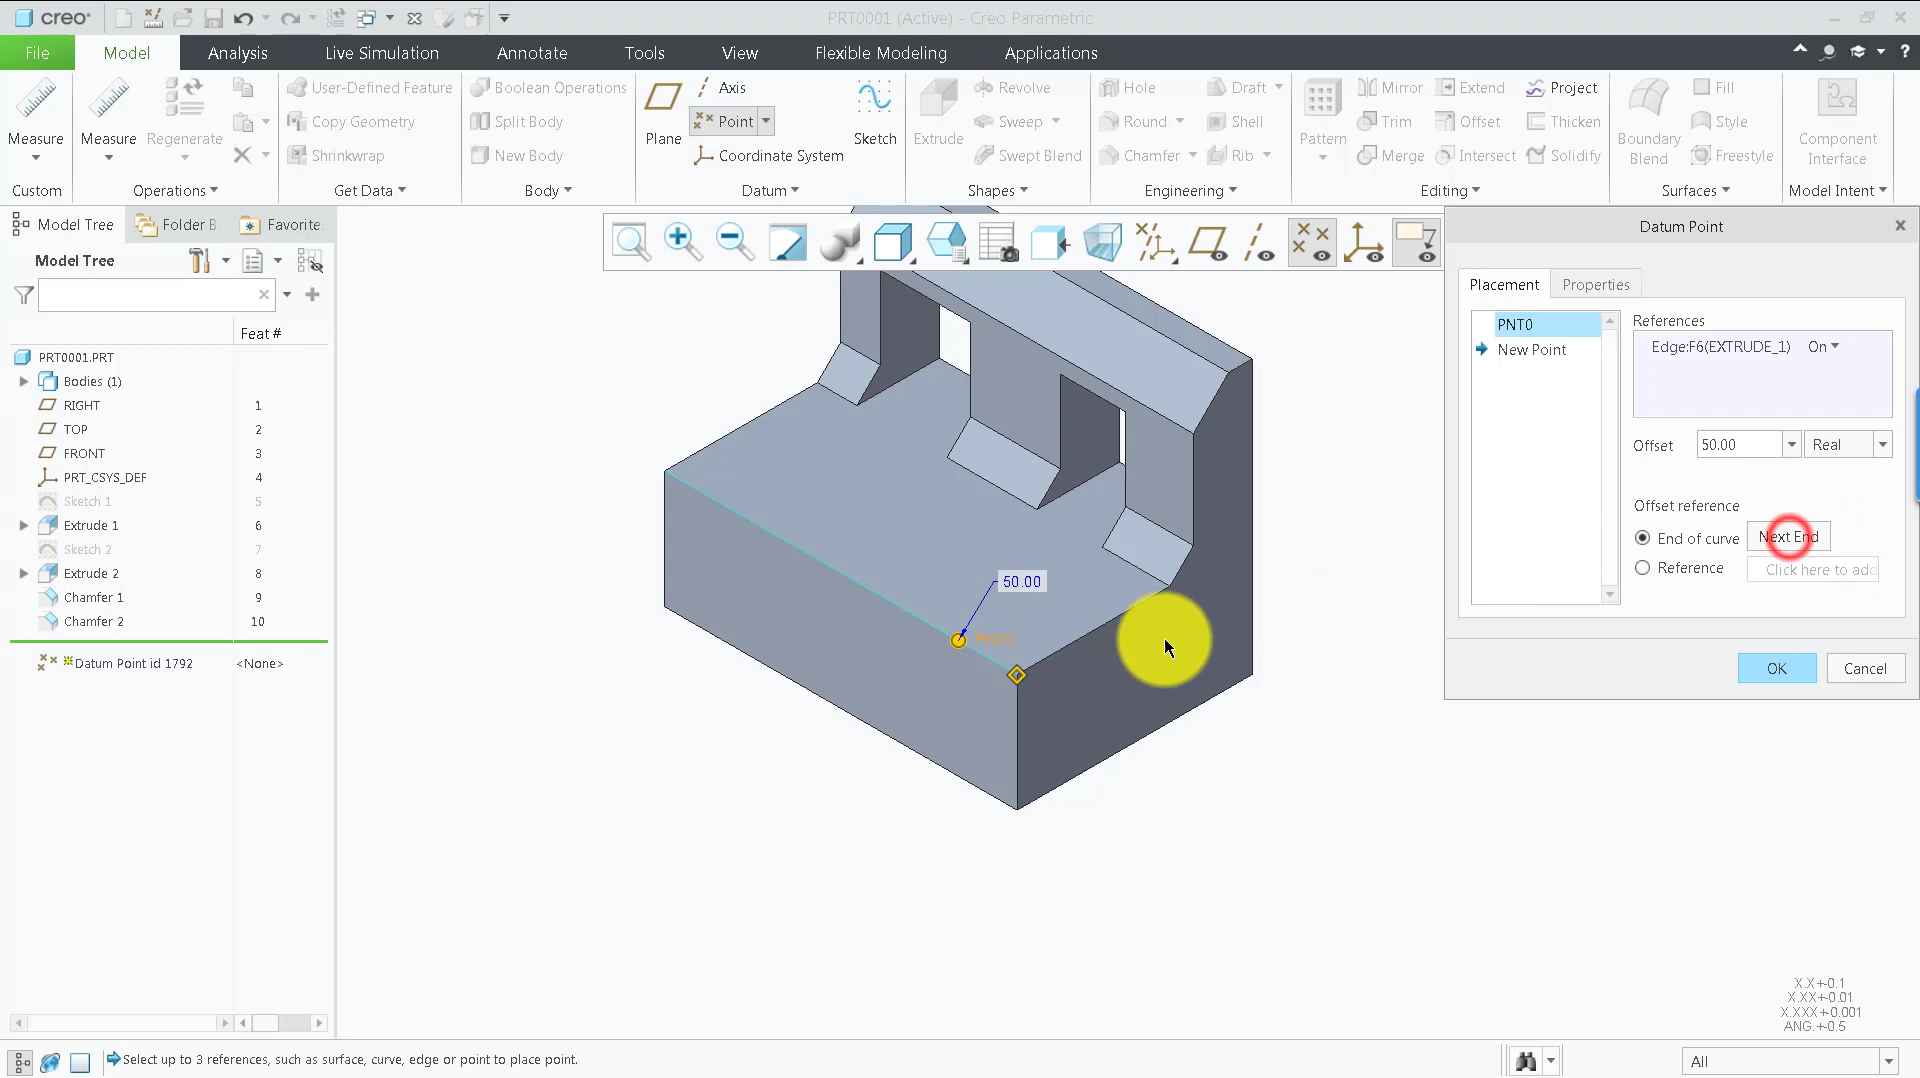 creo
PRT0001 (Active) - Creo Parametric
File Model Analysis Live Simulation Annotate Tools View Flexible Modeling Applications
Measure
Custom
Measure
Regenerate
Operations
User-Defined Feature
Copy Geometry
Shrinkwrap
Get Data
Boolean Operations
Split Body
New Body
Body
Plane
Axis
Point
Coordinate System
Sketch
Datum
Extrude
Revolve
Sweep
Swept Blend
Shapes
Hole
Round
Chamfer
Draft
Shell
Rib
Engineering
Pattern
Mirror
Trim
Merge
Extend
Offset
Intersect
Project
Thicken
Solidify
Editing
Boundary
Blend
Fill
Style
Freestyle
Surfaces
Component
Interface
Model Intent
Model Tree Folder B Favorite
Model Tree
Feat #
PRT0001.PRT
Bodies (1)
RIGHT 1
TOP 2
FRONT 3
PRT_CSYS_DEF 4
Sketch 1 5
Extrude 1 6
Sketch 2 7
Extrude 2 8
Chamfer 1 9
Chamfer 2 10
Datum Point id 1792 <None>
50.00
PNT0
Datum Point
Placement Properties
PNT0
New Point
References
Edge:F6(EXTRUDE_1) On
Offset 50.00 Real
Offset reference
End of curve Next End
Reference Click here to add
OK Cancel
X.X+-0.1
X.XX+-0.01
X.XXX+-0.001
ANG.+-0.5
Select up to 3 references, such as surface, curve, edge or point to place point.
All